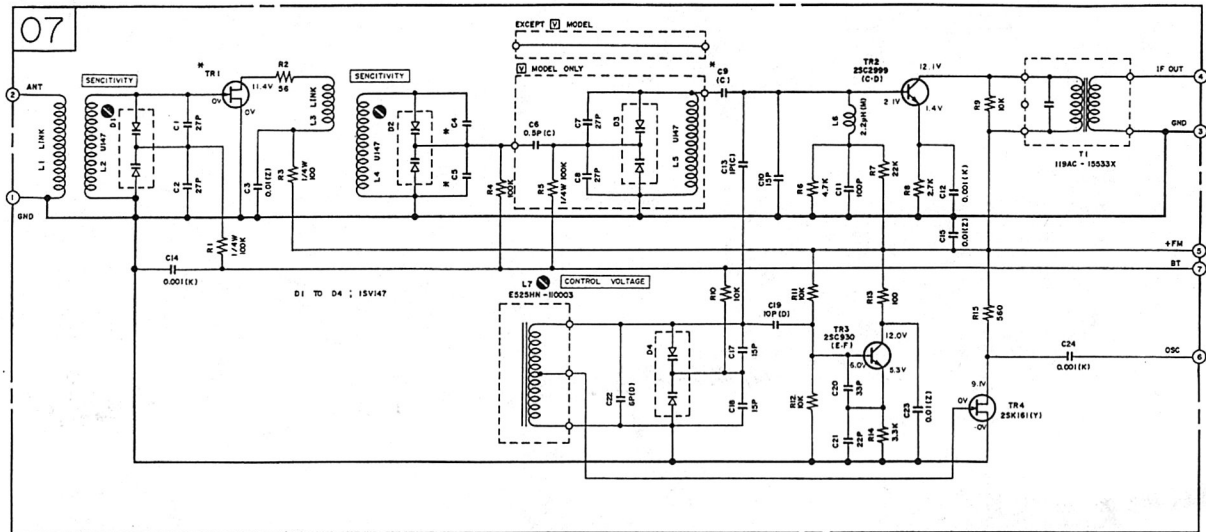 07
EXCEPT V MODEL
V MODEL ONLY
ANT
2
L1 LINK
1
GND
SENCITIVITY
L2 U147
D1
C1
27P
C2
27P
*
TR1
11.4V
0V
0V
R2
56
L3 LINK
C3
0.01(Z)
R3
1/4W
100
R1
1/4W
100K
C14
0.001(K)
D1 TO D4 ; 1SV147
SENCITIVITY
L4 U147
D2
* C4
* C5
R4
100K
C6
0.5P(C)
R5
1/4W 100K
C7
27P
C8
27P
D3
L5 U147
*
C9
(C)
C13
1P(C)
C10
15P
L6
2.2μH(M)
R6
4.7K
C11
100P
R7
22K
TR2
2SC2999
(C·D)
12.1V
2.1V
1.4V
R8
2.7K
C12
0.001(K)
C15
0.01(Z)
R9
10K
T1
119AC-15533X
IF OUT
4
GND
3
+FM
5
BT
7
L7
E525HN-110003
CONTROL VOLTAGE
C22
6P(D)
D4
R10
10K
C17
15P
C18
15P
C19
10P(D)
R11
10K
R12
10K
TR3
2SC930
(E·F)
R13
100
12.0V
6.0V
5.3V
C20
33P
C21
22P
R14
3.3K
C23
0.01(Z)
R15
560
C24
0.001(K)
OSC
6
9.1V
0V
TR4
2SK161(Y)
-0V